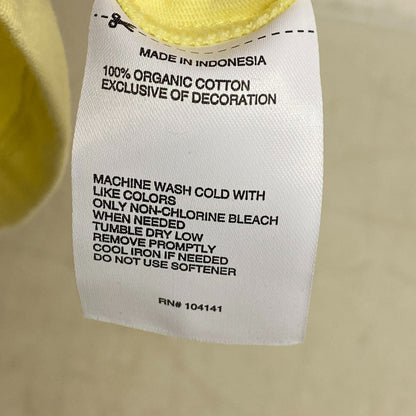 MADE IN INDONESIA
100% ORGANIC COTTON
EXCLUSIVE OF DECORATION
MACHINE WASH COLD WITH
LIKE COLORS
ONLY NON-CHLORINE BLEACH
WHEN NEEDED
TUMBLE DRY LOW
REMOVE PROMPTLY
COOL IRON IF NEEDED
DO NOT USE SOFTENER
RN# 104141